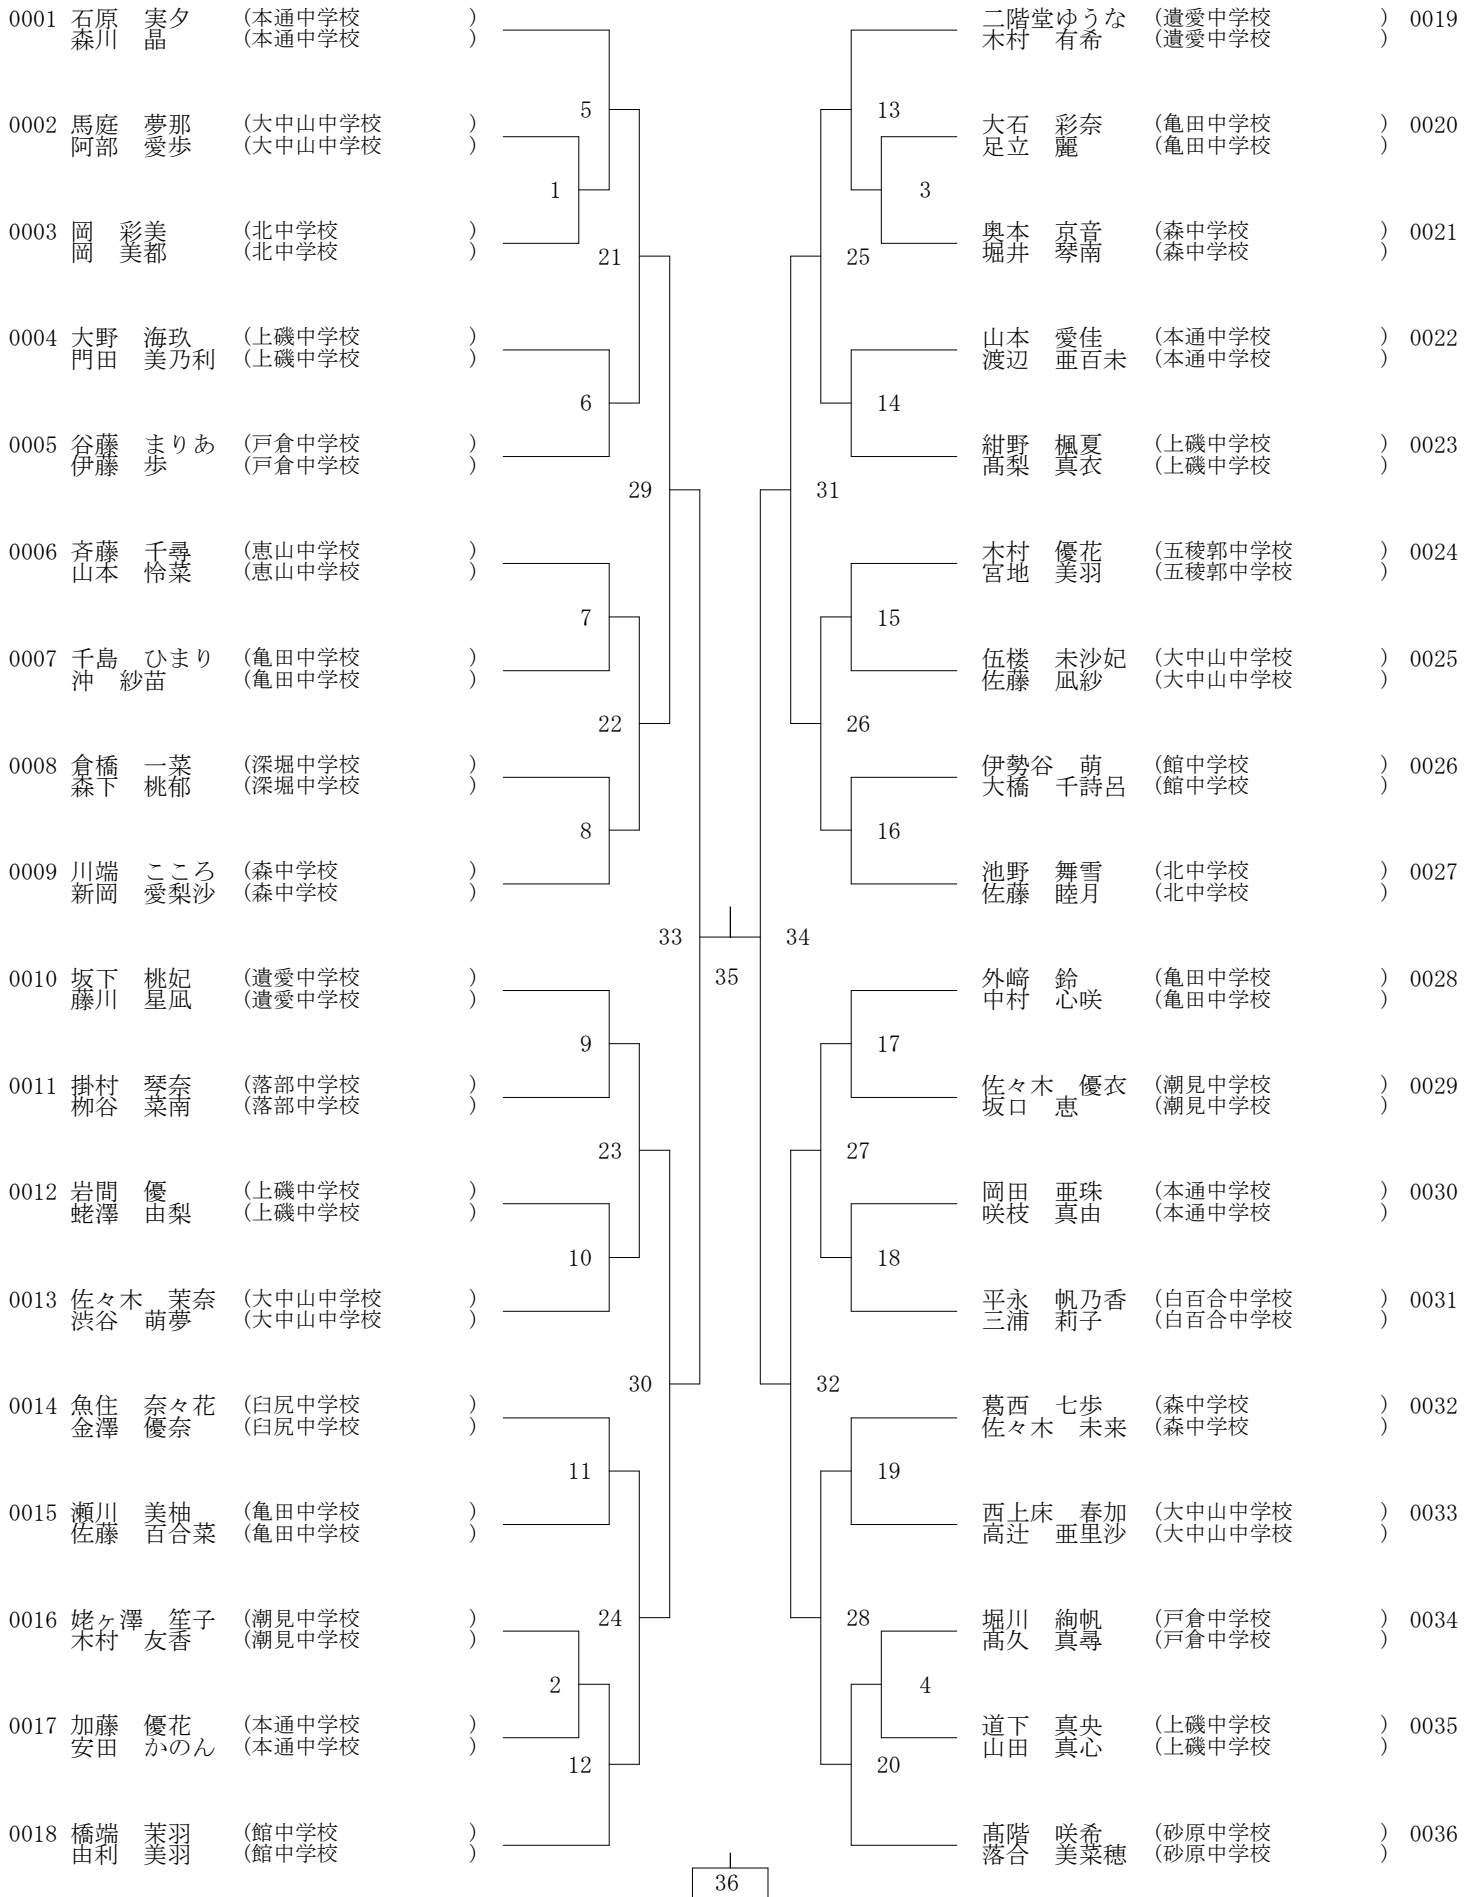 0001 石原　実夕 (本通中学校 )
森川　晶 (本通中学校 )
0002 馬庭　夢那 (大中山中学校 )
阿部　愛歩 (大中山中学校 )
0003 岡　彩美 (北中学校 )
岡　美都 (北中学校 )
0004 大野　海玖 (上磯中学校 )
門田　美乃利 (上磯中学校 )
0005 谷藤　まりあ (戸倉中学校 )
伊藤　歩 (戸倉中学校 )
0006 斉藤　千尋 (恵山中学校 )
山本　怜菜 (恵山中学校 )
0007 千島　ひまり (亀田中学校 )
沖　紗苗 (亀田中学校 )
0008 倉橋　一菜 (深堀中学校 )
森下　桃郁 (深堀中学校 )
0009 川端　こころ (森中学校 )
新岡　愛梨沙 (森中学校 )
0010 坂下　桃妃 (遺愛中学校 )
藤川　星凪 (遺愛中学校 )
0011 掛村　琴奈 (落部中学校 )
栁谷　菜南 (落部中学校 )
0012 岩間　優 (上磯中学校 )
蛯澤　由梨 (上磯中学校 )
0013 佐々木　茉奈 (大中山中学校 )
渋谷　萌夢 (大中山中学校 )
0014 魚住　奈々花 (臼尻中学校 )
金澤　優奈 (臼尻中学校 )
0015 瀬川　美柚 (亀田中学校 )
佐藤　百合菜 (亀田中学校 )
0016 姥ヶ澤　笙子 (潮見中学校 )
木村　友香 (潮見中学校 )
0017 加藤　優花 (本通中学校 )
安田　かのん (本通中学校 )
0018 橋端　茉羽 (館中学校 )
由利　美羽 (館中学校 )
5
1
21
6
29
7
22
8
33
9
23
10
30
11
24
2
12
35
36
13
3
25
14
31
15
26
16
34
17
27
18
32
19
28
4
20
二階堂ゆうな (遺愛中学校 ) 0019
木村　有希 (遺愛中学校 )
大石　彩奈 (亀田中学校 ) 0020
足立　麗 (亀田中学校 )
奥本　京音 (森中学校 ) 0021
堀井　琴南 (森中学校 )
山本　愛佳 (本通中学校 ) 0022
渡辺　亜百未 (本通中学校 )
紺野　楓夏 (上磯中学校 ) 0023
髙梨　真衣 (上磯中学校 )
木村　優花 (五稜郭中学校 ) 0024
宮地　美羽 (五稜郭中学校 )
伍楼　未沙妃 (大中山中学校 ) 0025
佐藤　凪紗 (大中山中学校 )
伊勢谷　萌 (館中学校 ) 0026
大橋　千詩呂 (館中学校 )
池野　舞雪 (北中学校 ) 0027
佐藤　睦月 (北中学校 )
外﨑　鈴 (亀田中学校 ) 0028
中村　心咲 (亀田中学校 )
佐々木　優衣 (潮見中学校 ) 0029
坂口　恵 (潮見中学校 )
岡田　亜珠 (本通中学校 ) 0030
咲枝　真由 (本通中学校 )
平永　帆乃香 (白百合中学校 ) 0031
三浦　莉子 (白百合中学校 )
葛西　七歩 (森中学校 ) 0032
佐々木　未来 (森中学校 )
西上床　春加 (大中山中学校 ) 0033
高辻　亜里沙 (大中山中学校 )
堀川　絢帆 (戸倉中学校 ) 0034
髙久　真尋 (戸倉中学校 )
道下　真央 (上磯中学校 ) 0035
山田　真心 (上磯中学校 )
髙階　咲希 (砂原中学校 ) 0036
落合　美菜穂 (砂原中学校 )